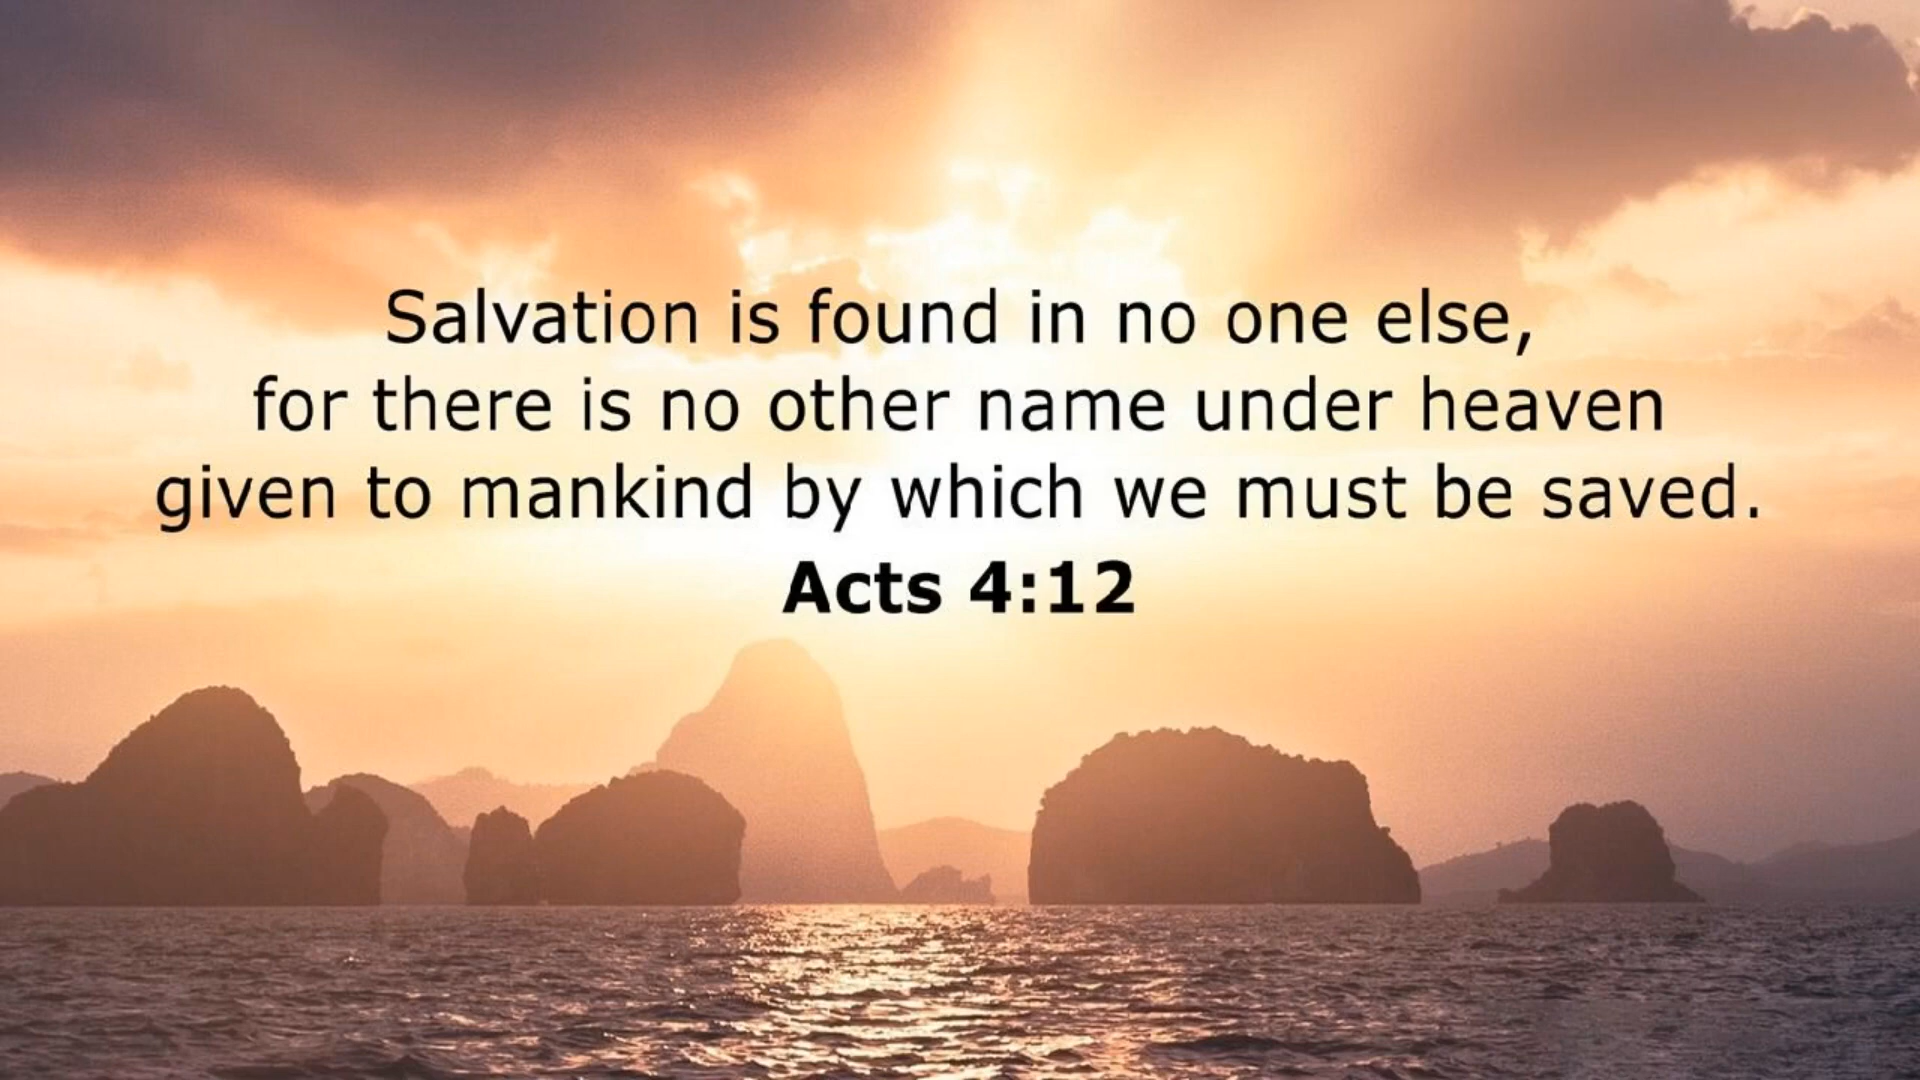 Salvation is found in no one else,
for there is no other name under heaven
given to mankind by which we must be saved.
Acts 4:12